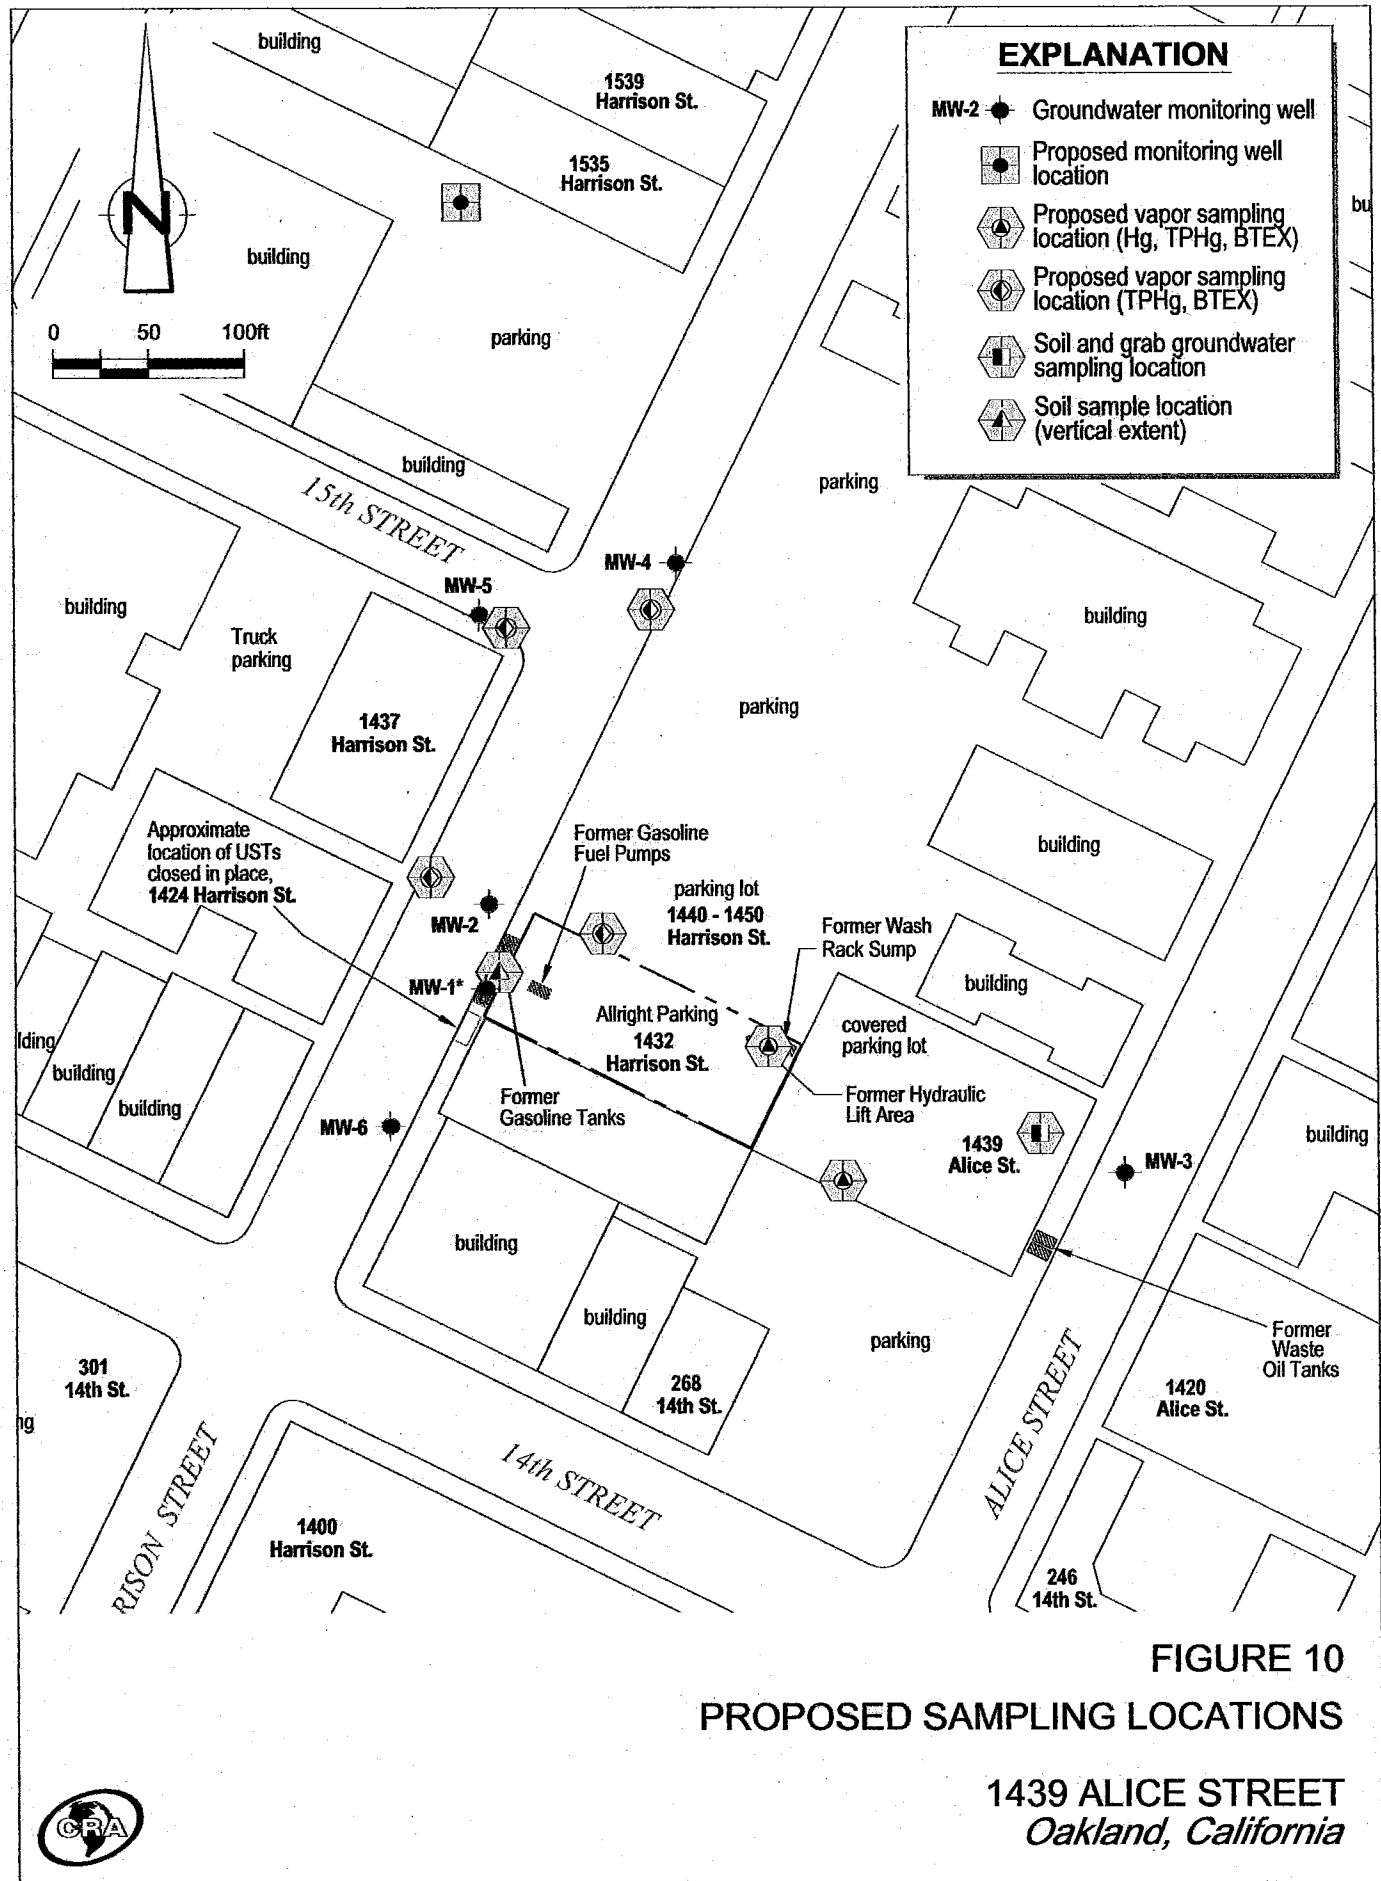 EXPLANATION
MW-2 Groundwater monitoring well
Proposed monitoring well
location
Proposed vapor sampling
location (Hg, TPHg, BTEX)
Proposed vapor sampling
location (TPHg, BTEX)
Soil and grab groundwater
sampling location
Soil sample location
(vertical extent)
N
0 50 100ft
building
1539
Harrison St.
1535
Harrison St.
building
parking
building
bu
15th STREET
parking
MW-4
MW-5
building
Truck
parking
building
1437
Harrison St.
parking
Approximate
location of USTs
closed in place,
1424 Harrison St.
Former Gasoline
Fuel Pumps
building
parking lot
1440 - 1450
Harrison St.
MW-2
Former Wash
Rack Sump
building
MW-1*
Allright Parking
1432
Harrison St.
covered
parking lot
lding
building
building
Former
Gasoline Tanks
Former Hydraulic
Lift Area
MW-6
1439
Alice St.
MW-3
building
building
building
parking
Former
Waste
Oil Tanks
301
14th St.
268
14th St.
1420
Alice St.
ng
ALICE STREET
14th STREET
RISON STREET
1400
Harrison St.
246
14th St.
FIGURE 10
PROPOSED SAMPLING LOCATIONS
1439 ALICE STREET
Oakland, California
CRA